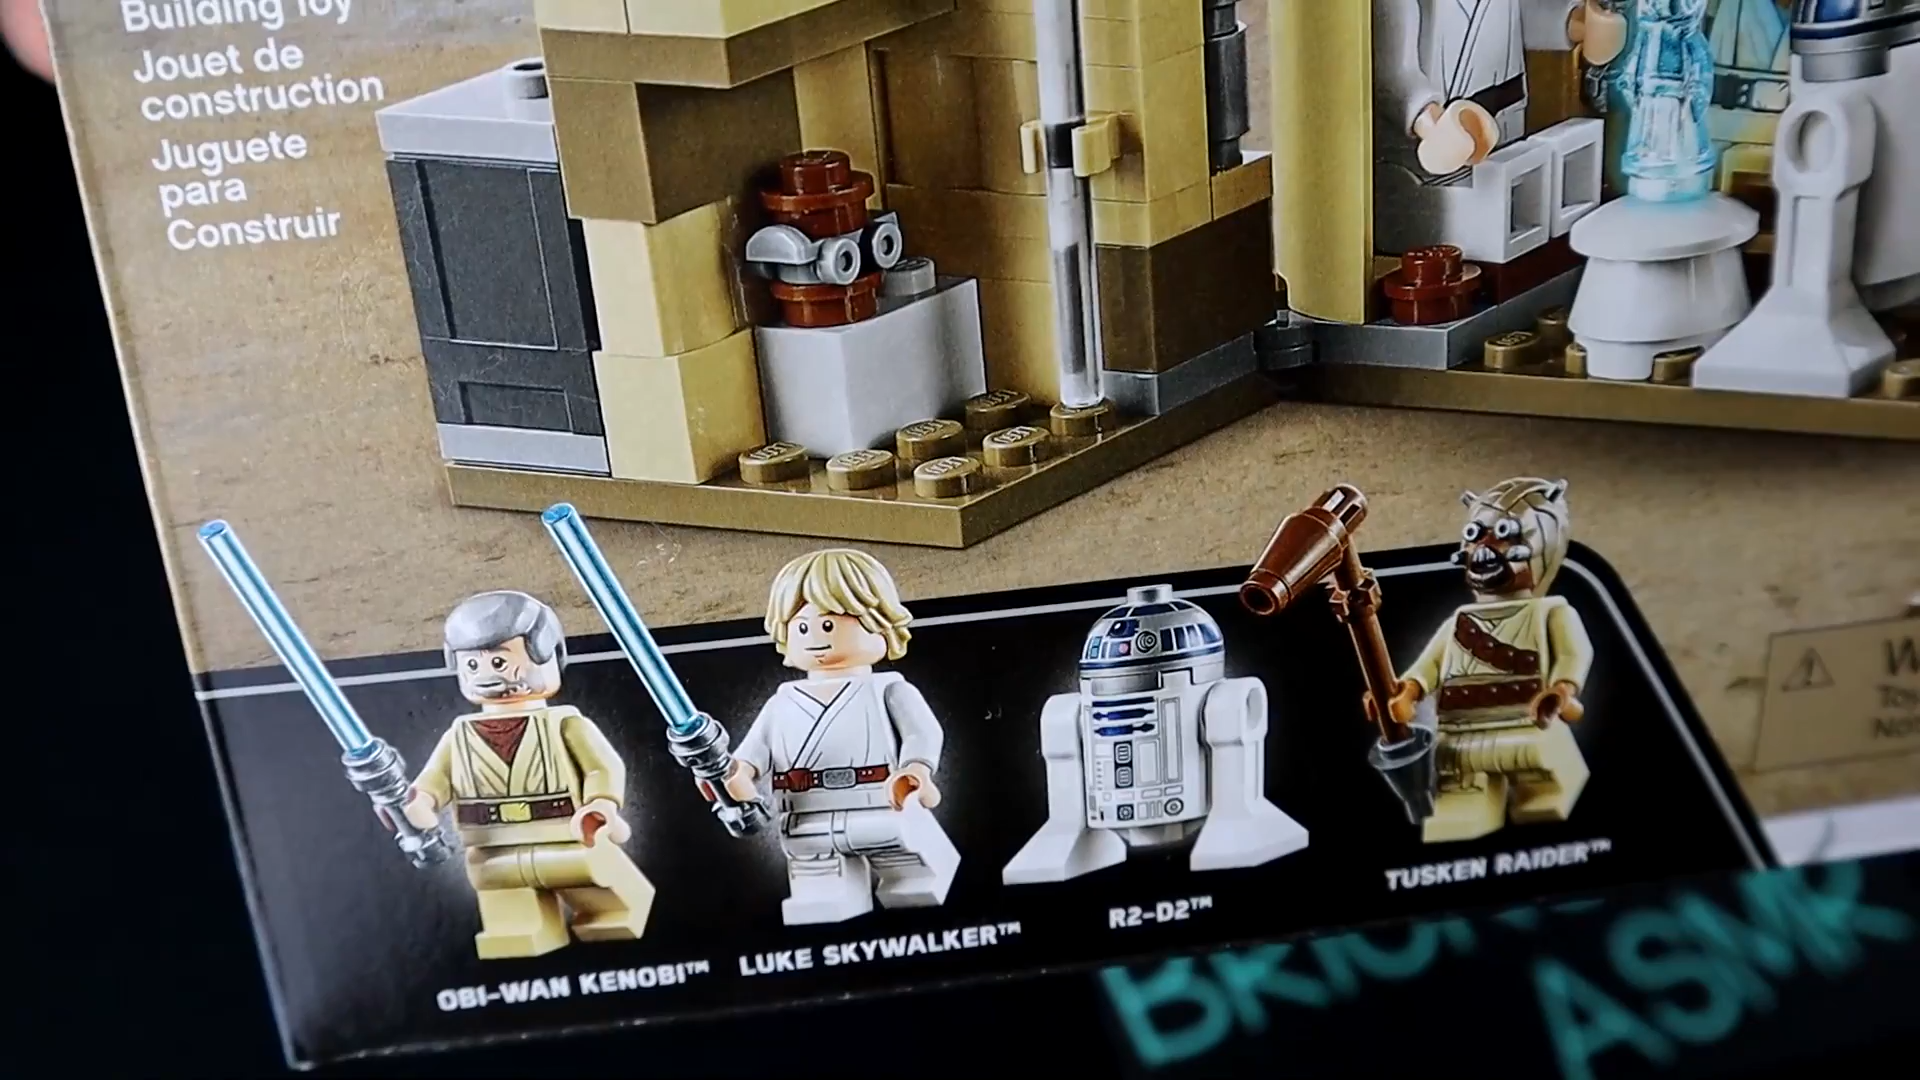 Building Toy
Jouet de
construction
Juguete
para
Construir
OBI-WAN KENOBI™
LUKE SKYWALKER™
R2-D2™
TUSKEN RAIDER™
ASMR